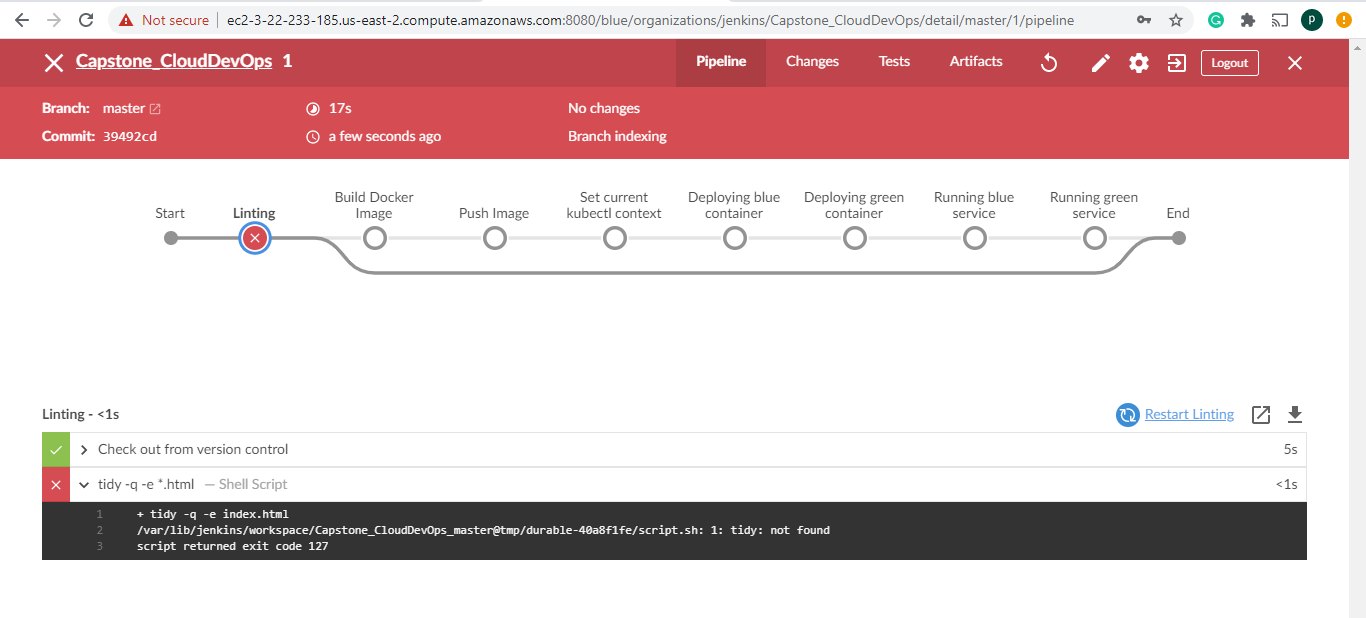 Not secure ec2-3-22-233-185.us-east-2.compute.amazonaws.com:8080/blue/organizations/jenkins/Capstone_CloudDevOps/detail/master/1/pipeline P
Capstone_CloudDevOps 1 Pipeline Changes Tests Artifacts Logout
Branch: master 17s No changes
Commit: 39492cd a few seconds ago Branch indexing
Start
Linting
Build Docker
Image
Push Image
Set current
kubectl context
Deploying blue
container
Deploying green
container
Running blue
service
Running green
service
End
Linting - <1s Restart Linting
Check out from version control 5s
tidy -q -e *.html — Shell Script <1s
1 + tidy -q -e index.html
2 /var/lib/jenkins/workspace/Capstone_CloudDevOps_master@tmp/durable-40a8f1fe/script.sh: 1: tidy: not found
3 script returned exit code 127